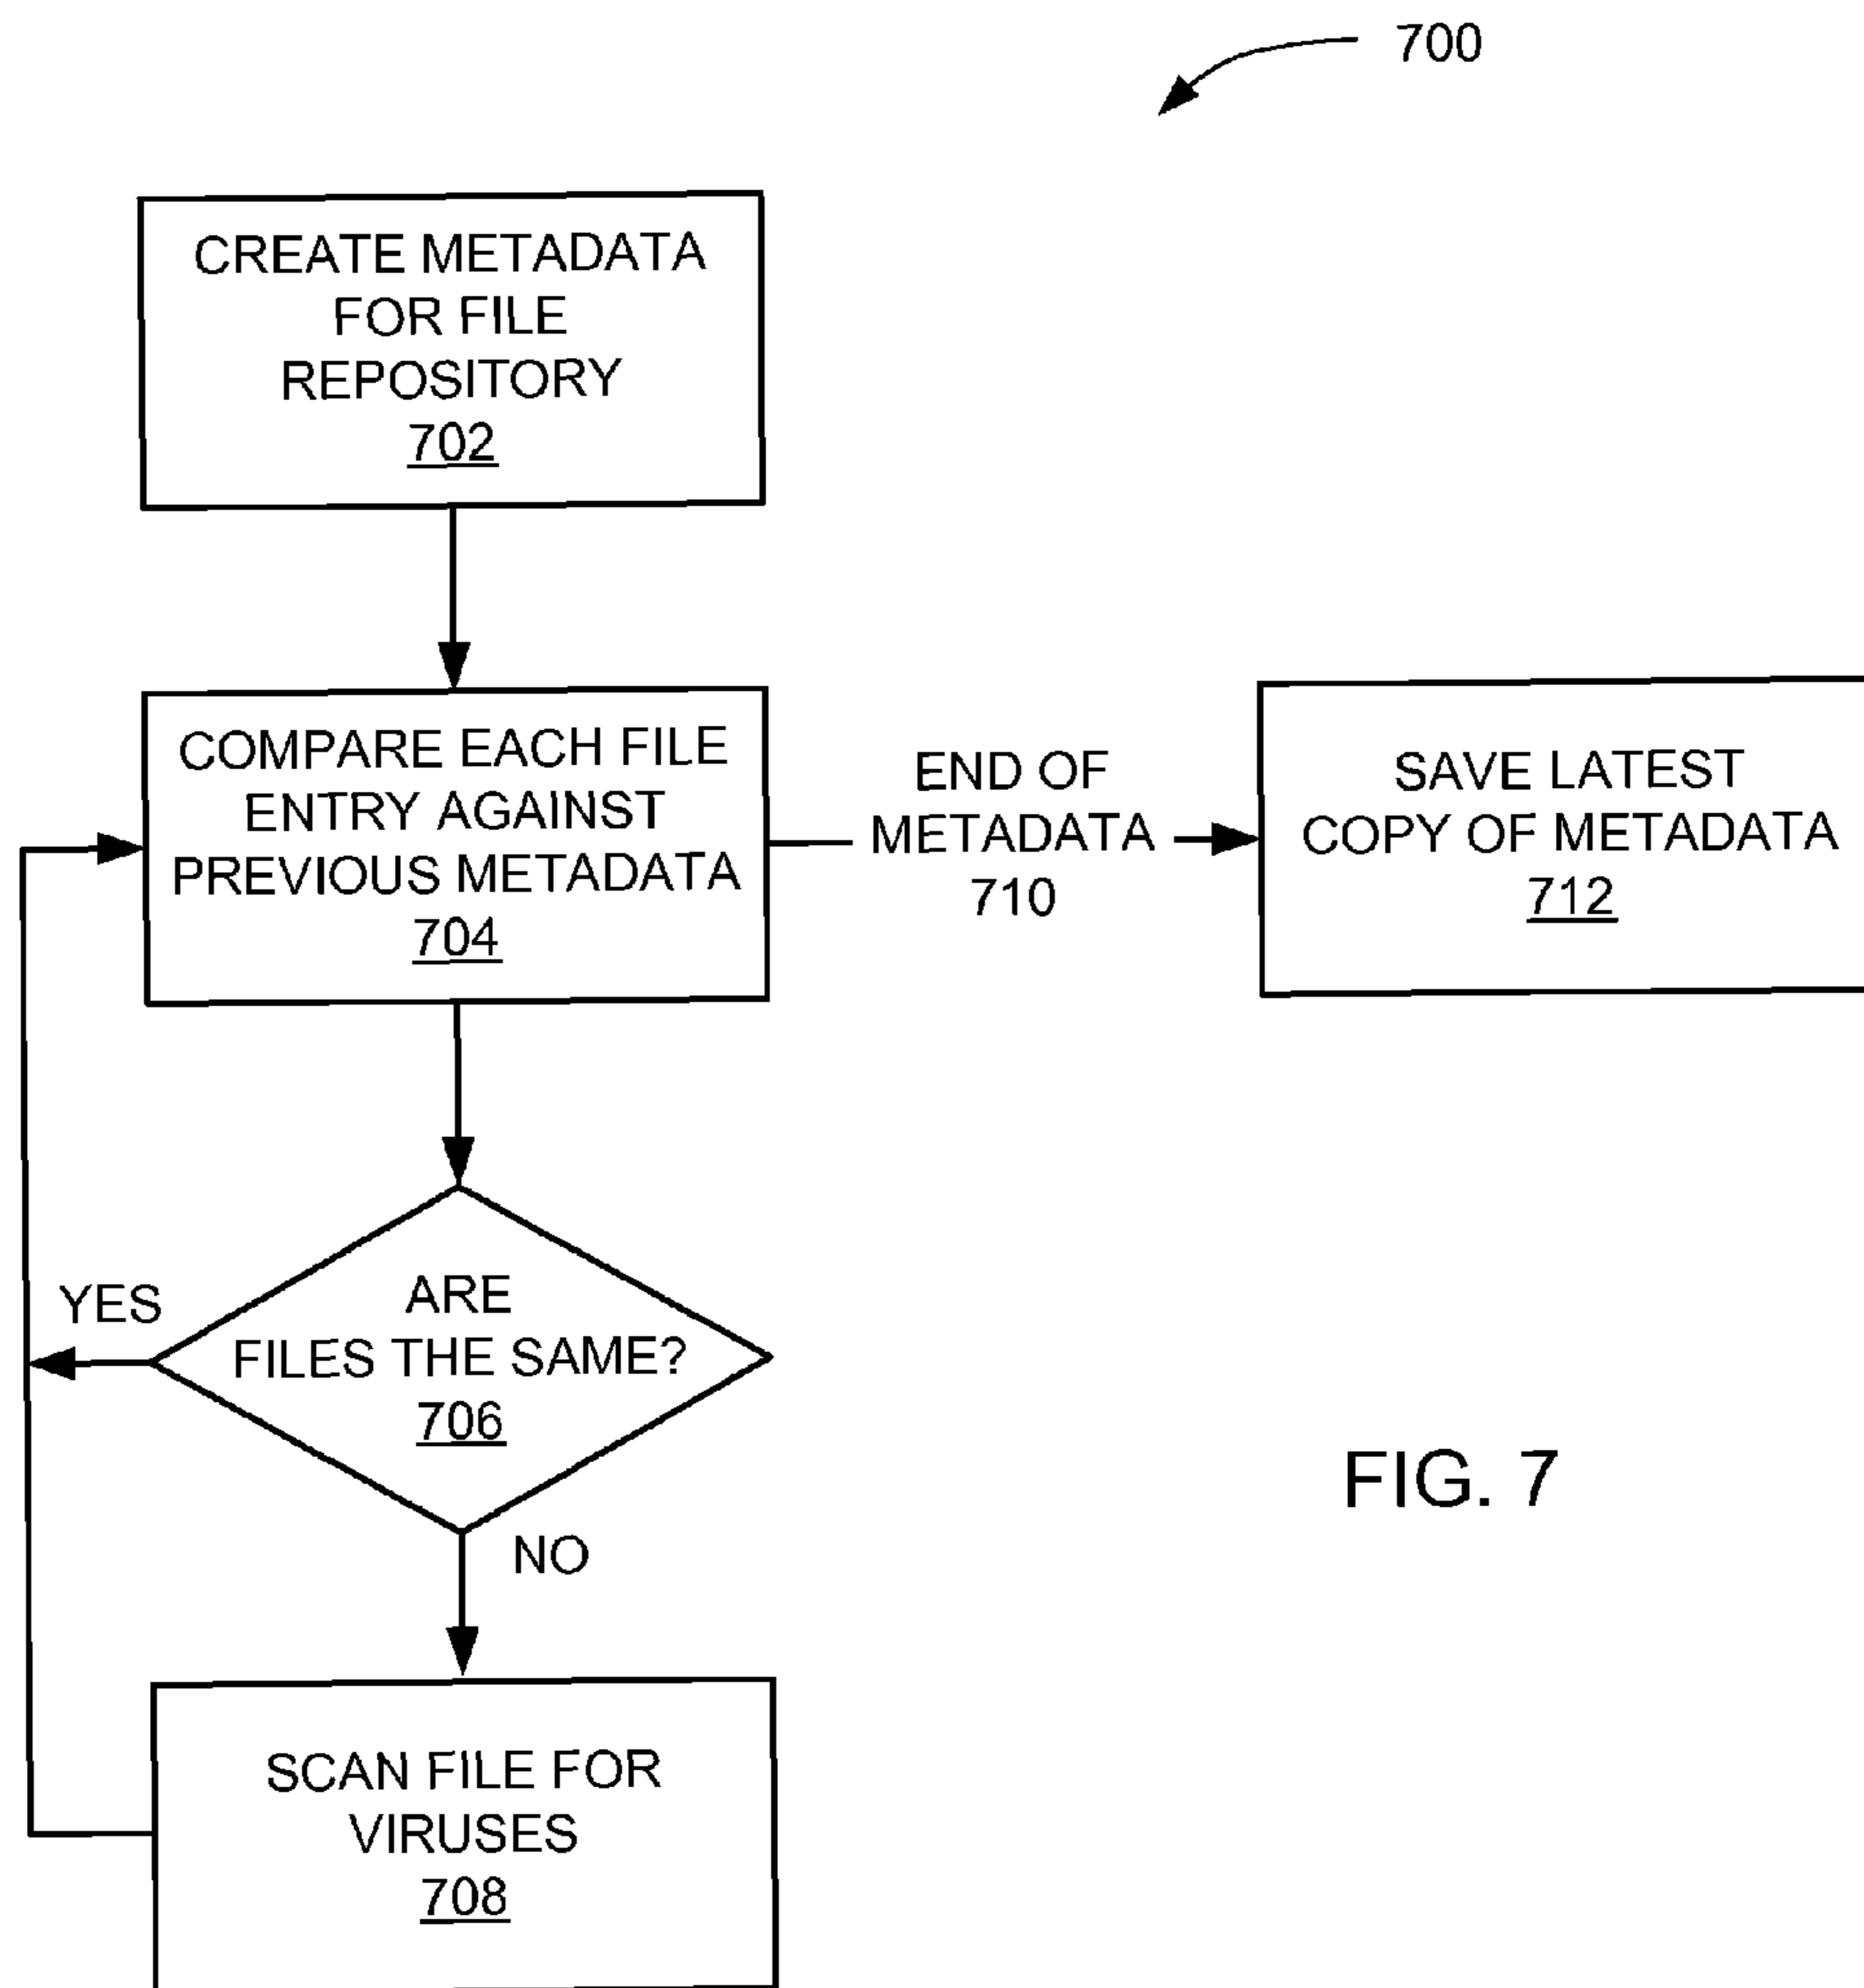 700
CREATE METADATA
FOR FILE
REPOSITORY
702
COMPARE EACH FILE
ENTRY AGAINST
PREVIOUS METADATA
704
END OF
METADATA
710
SAVE LATEST
COPY OF METADATA
712
ARE
FILES THE SAME?
706
YES
NO
SCAN FILE FOR
VIRUSES
708
FIG. 7